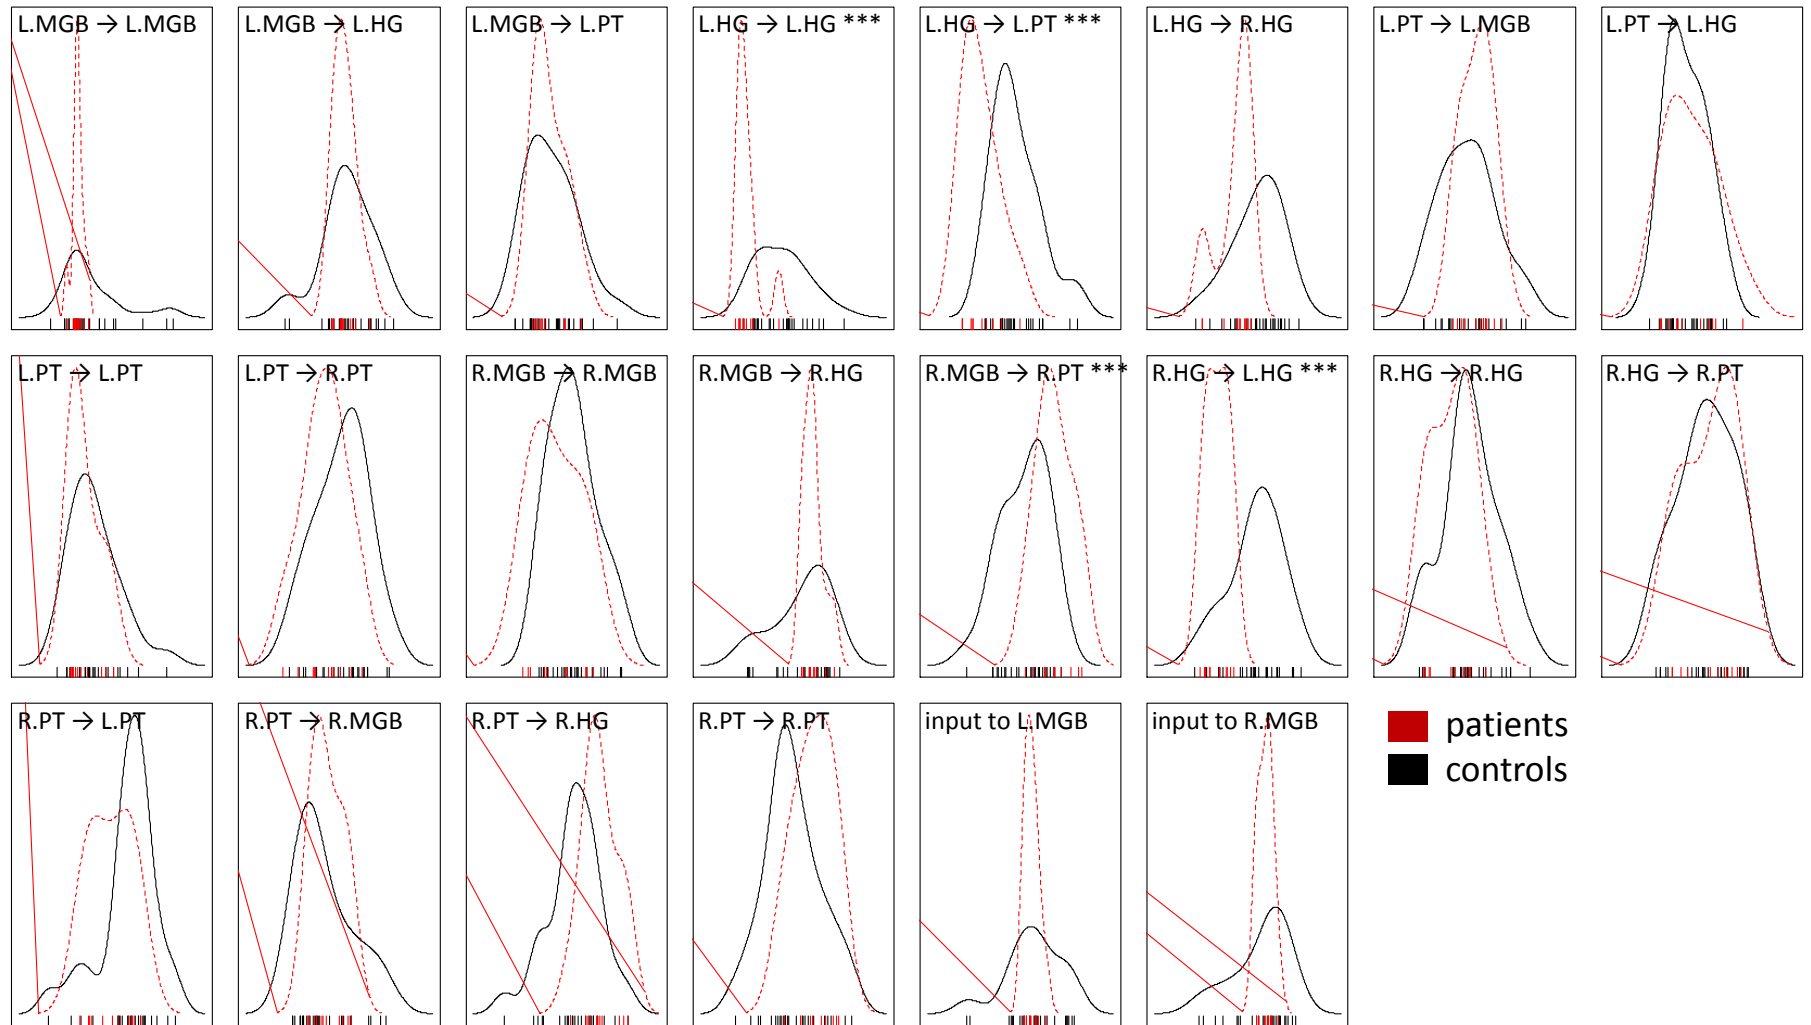 L.MGB → L.MGB
L.MGB → L.HG
L.MGB → L.PT
L.HG → L.HG ***
L.HG → L.PT ***
L.HG → R.HG
L.PT → L.MGB
L.PT → L.HG
L.PT → L.PT
L.PT → R.PT
R.MGB → R.MGB
R.MGB → R.HG
R.MGB → R.PT ***
R.HG → L.HG ***
R.HG → R.HG
R.HG → R.PT
R.PT → L.PT
R.PT → R.MGB
R.PT → R.HG
R.PT → R.PT
input to L.MGB
input to R.MGB
patients
controls